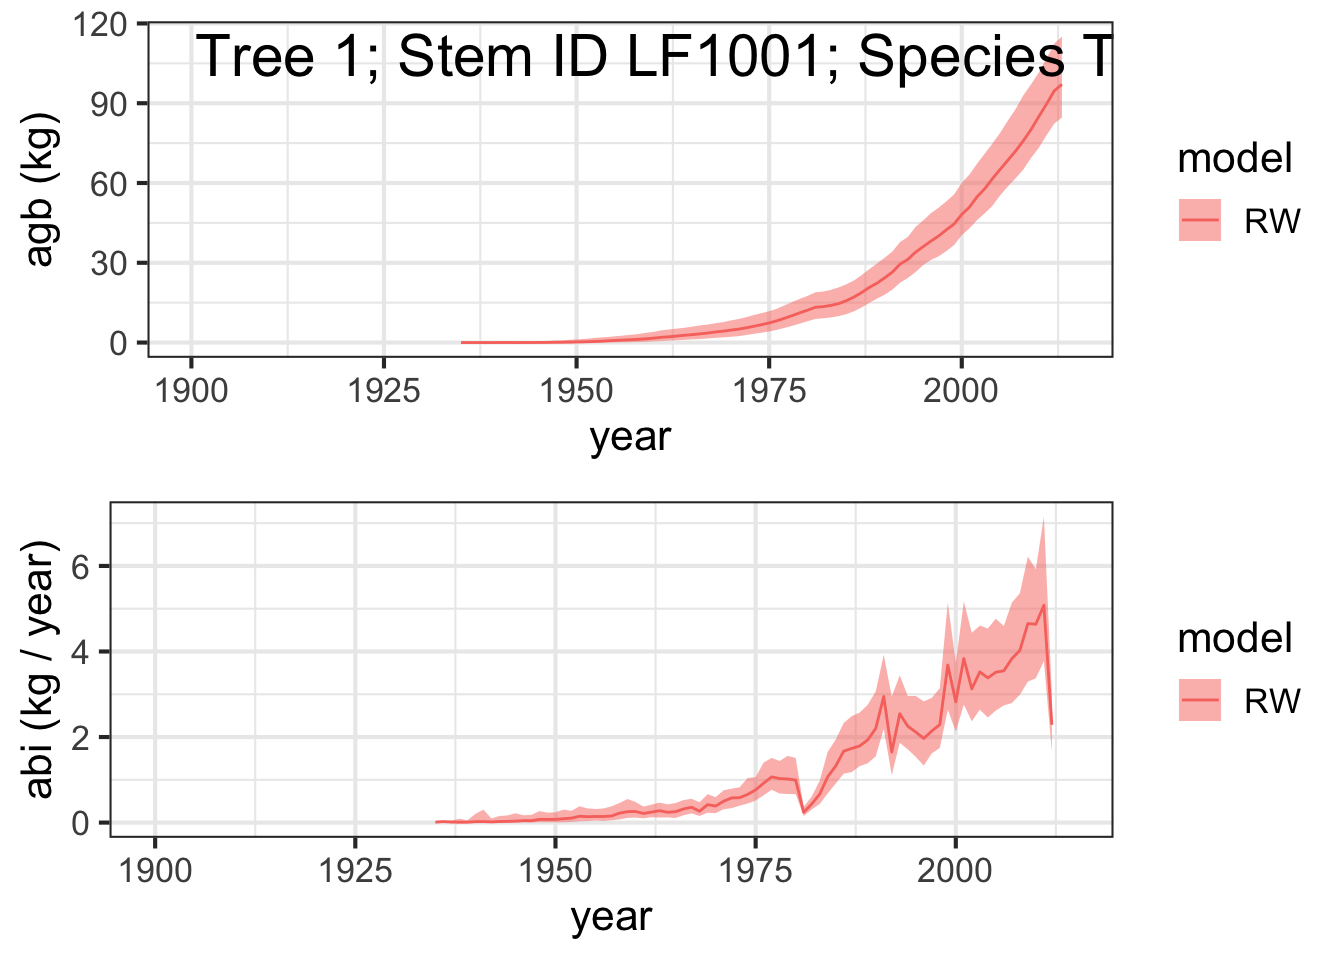 Tree 1; Stem ID LF1001; Species T
120
90
60
30
0
agb (kg)
1900 1925 1950 1975 2000
year
model
RW
6
4
2
0
abi (kg / year)
1900 1925 1950 1975 2000
year
model
RW